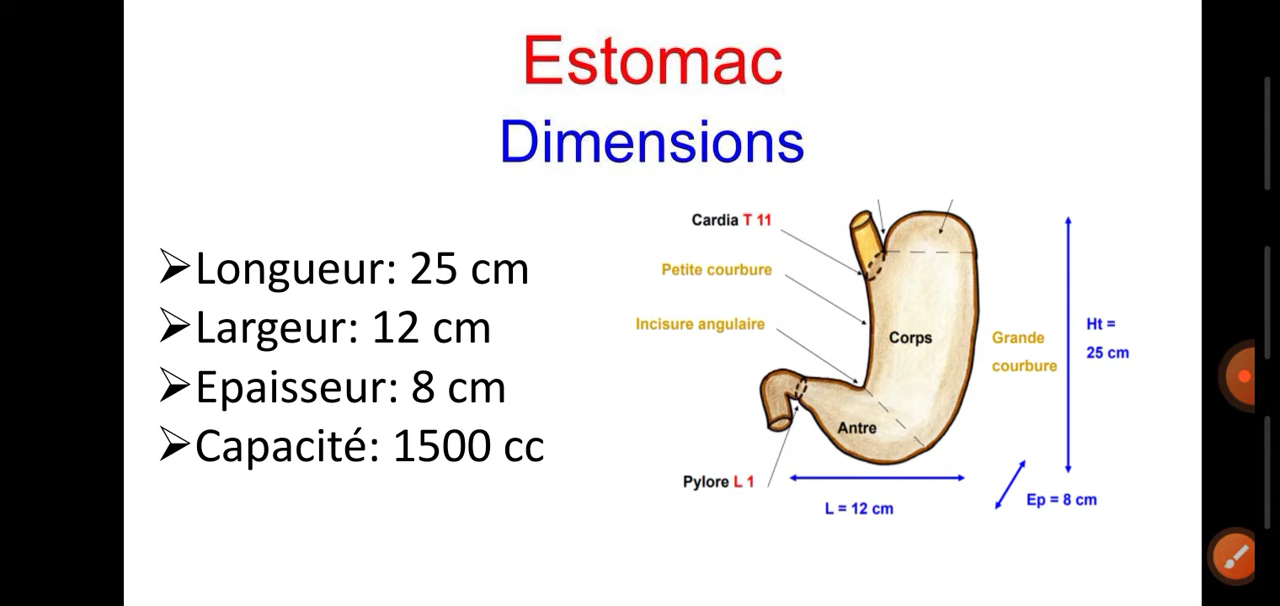 Estomac
Dimensions
➢Longueur: 25 cm
➢Largeur: 12 cm
➢Epaisseur: 8 cm
➢Capacité: 1500 cc
Cardia T 11
Petite courbure
Incisure angulaire
Corps
Grande
courbure
Ht =
25 cm
Antre
Pylore L 1
L = 12 cm
Ep = 8 cm